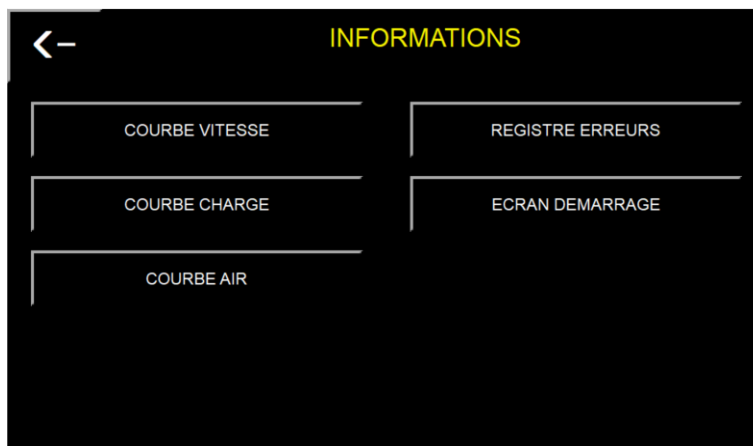 INFORMATIONS
COURBE VITESSE
REGISTRE ERREURS
COURBE CHARGE
ECRAN DEMARRAGE
COURBE AIR